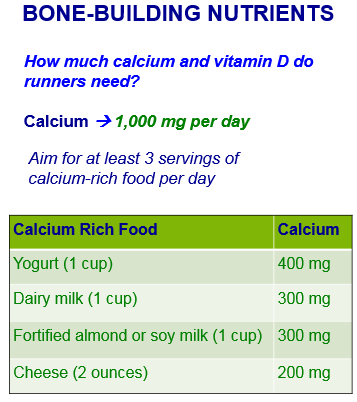 BONE-BUILDING NUTRIENTS
How much calcium and vitamin D do
runners need?
Calcium → 1,000 mg per day
Aim for at least 3 servings of
calcium-rich food per day
Calcium Rich Food Calcium
Yogurt (1 cup) 400 mg
Dairy milk (1 cup) 300 mg
Fortified almond or soy milk (1 cup) 300 mg
Cheese (2 ounces) 200 mg